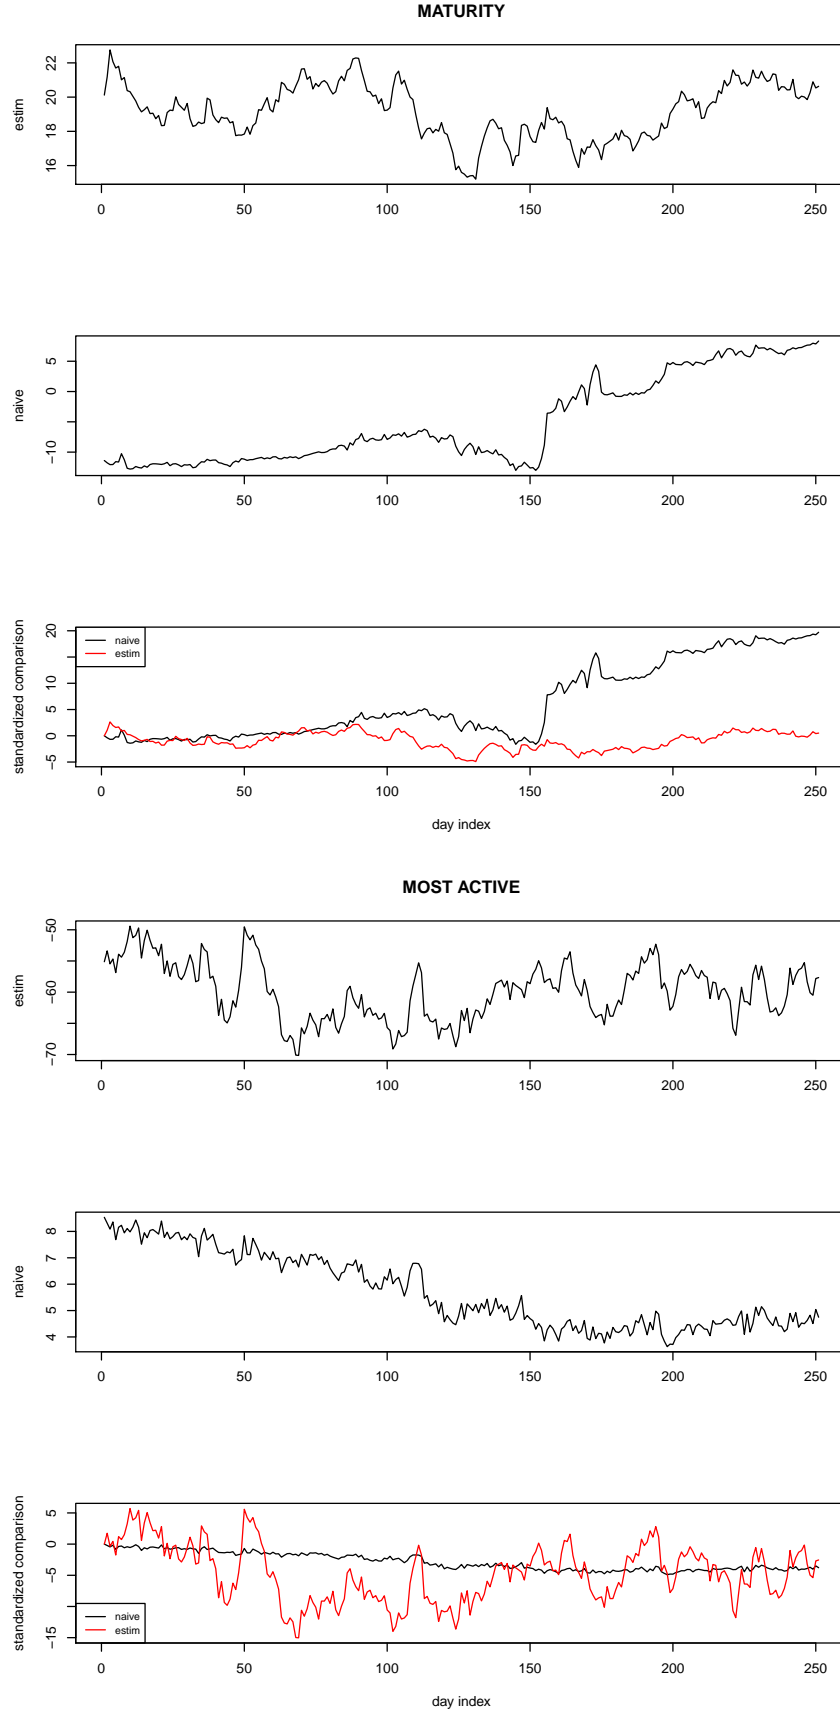 MATURITY
estim
16 18 20 22
0 50 100 150 200 250
naive
−10 0 5
0 50 100 150 200 250
standardized comparison
−5 0 5 10 20
naive
estim
0 50 100 150 200 250
day index
MOST ACTIVE
estim
−70 −60 −50
0 50 100 150 200 250
naive
4 5 6 7 8
0 50 100 150 200 250
standardized comparison
−15 −5 0 5
naive
estim
0 50 100 150 200 250
day index